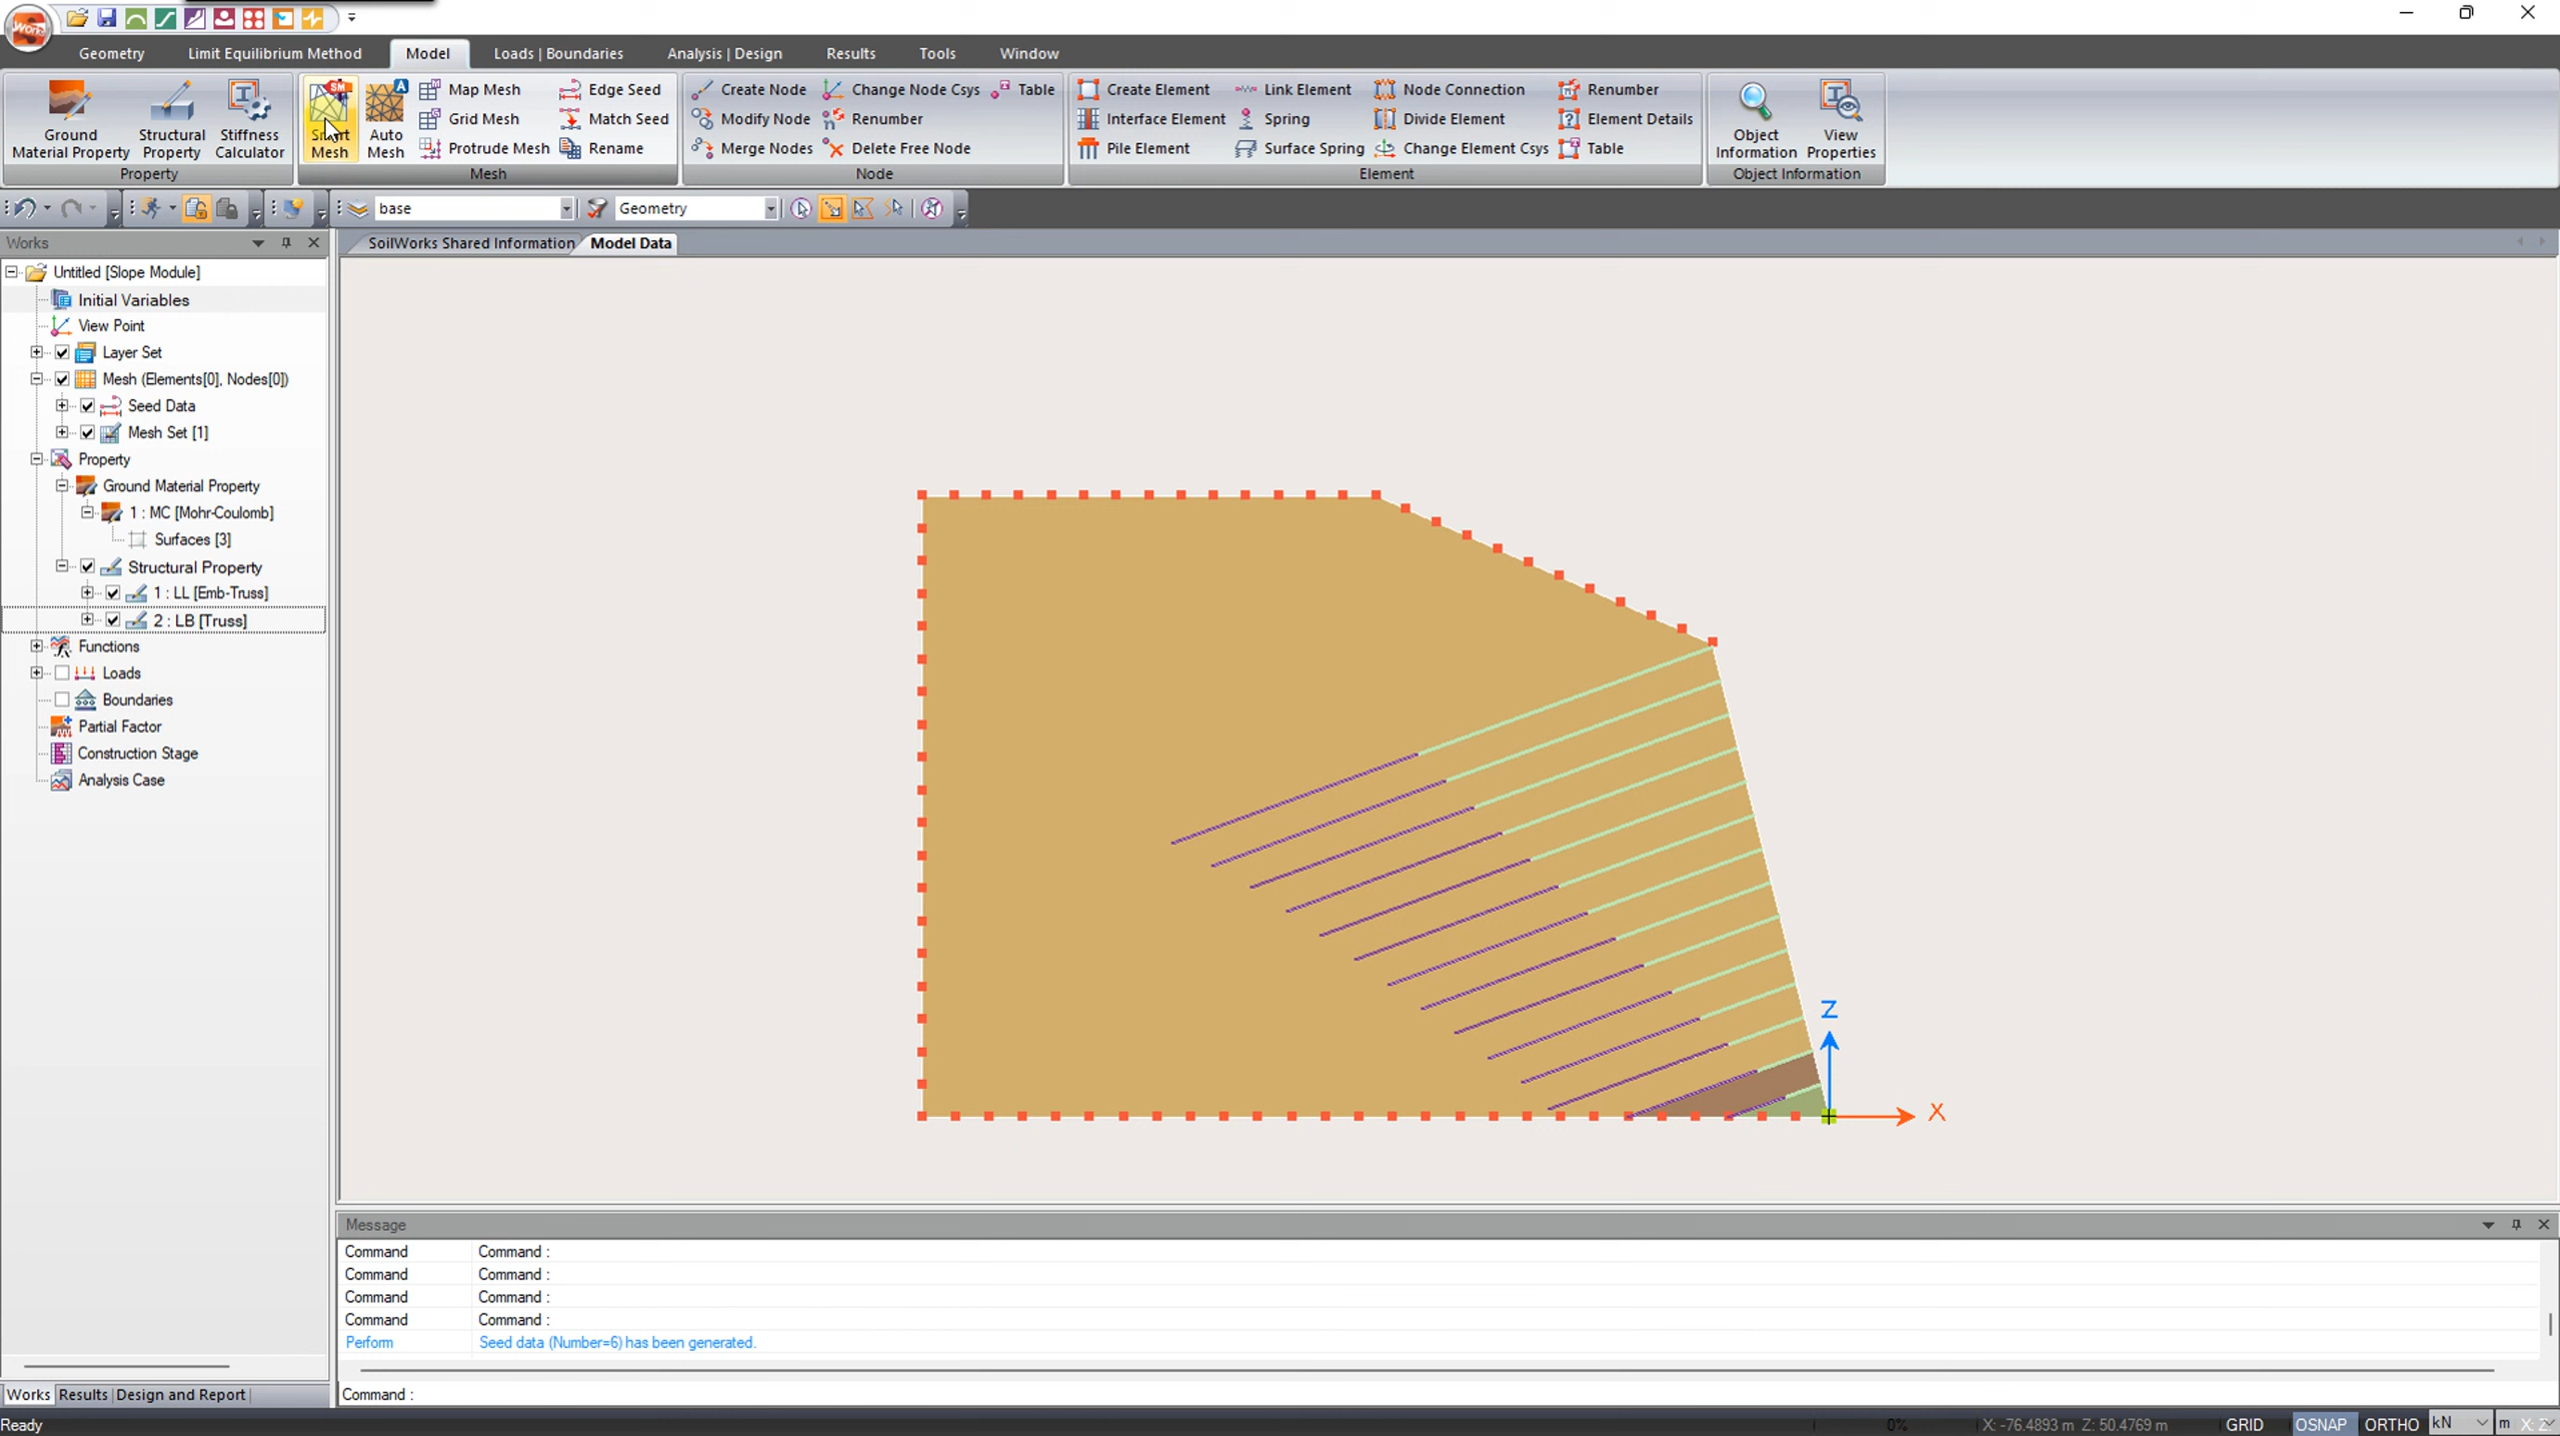 Geometry Limit Equilibrium Method Model Loads | Boundaries Analysis | Design Results Tools Window
Ground Material Property
Structural Property
Stiffness Calculator
Property
Smart Mesh
Auto Mesh
Map Mesh
Grid Mesh
Protrude Mesh
Edge Seed
Match Seed
Rename
Mesh
Create Node
Modify Node
Merge Nodes
Change Node Csys
Renumber
Delete Free Node
Table
Node
Create Element
Interface Element
Pile Element
Link Element
Spring
Surface Spring
Node Connection
Divide Element
Change Element Csys
Renumber
Element Details
Table
Element
Object Information
View Properties
Object Information
base
Geometry
Works
SoilWorks Shared Information
Model Data
Untitled [Slope Module]
Initial Variables
View Point
Layer Set
Mesh (Elements[0], Nodes[0])
Seed Data
Mesh Set [1]
Property
Ground Material Property
1 : MC [Mohr-Coulomb]
Surfaces [3]
Structural Property
1 : LL [Emb-Truss]
2 : LB [Truss]
Functions
Loads
Boundaries
Partial Factor
Construction Stage
Analysis Case
Z
X
Message
Command Command :
Command Command :
Command Command :
Command Command :
Perform Seed data (Number=6) has been generated.
Works Results Design and Report
Command :
Ready
0%
X: -76.4893 m Z: 50.4769 m
GRID OSNAP ORTHO kN m